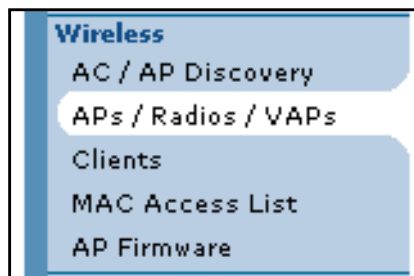 Wireless
AC / AP Discovery
APs / Radios / VAPs
Clients
MAC Access List
AP Firmware